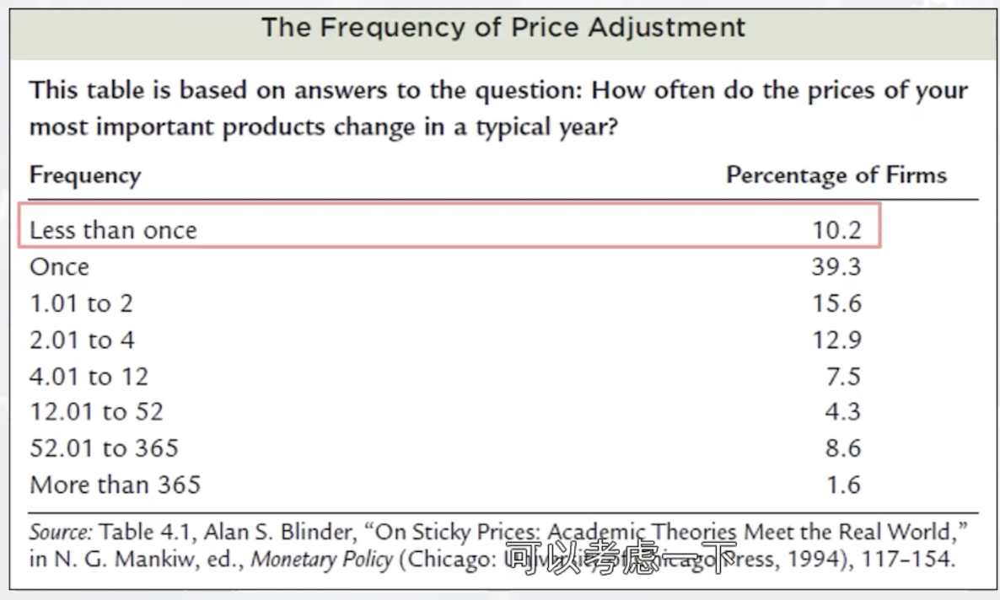 The Frequency of Price Adjustment
This table is based on answers to the question: How often do the prices of your
most important products change in a typical year?
Frequency Percentage of Firms
Less than once 10.2
Once 39.3
1.01 to 2 15.6
2.01 to 4 12.9
4.01 to 12 7.5
12.01 to 52 4.3
52.01 to 365 8.6
More than 365 1.6
Source: Table 4.1, Alan S. Blinder, “On Sticky Prices: Academic Theories Meet the Real World,”
in N. G. Mankiw, ed., Monetary Policy (Chicago: University of Chicago Press, 1994), 117–154.
可以考虑一下